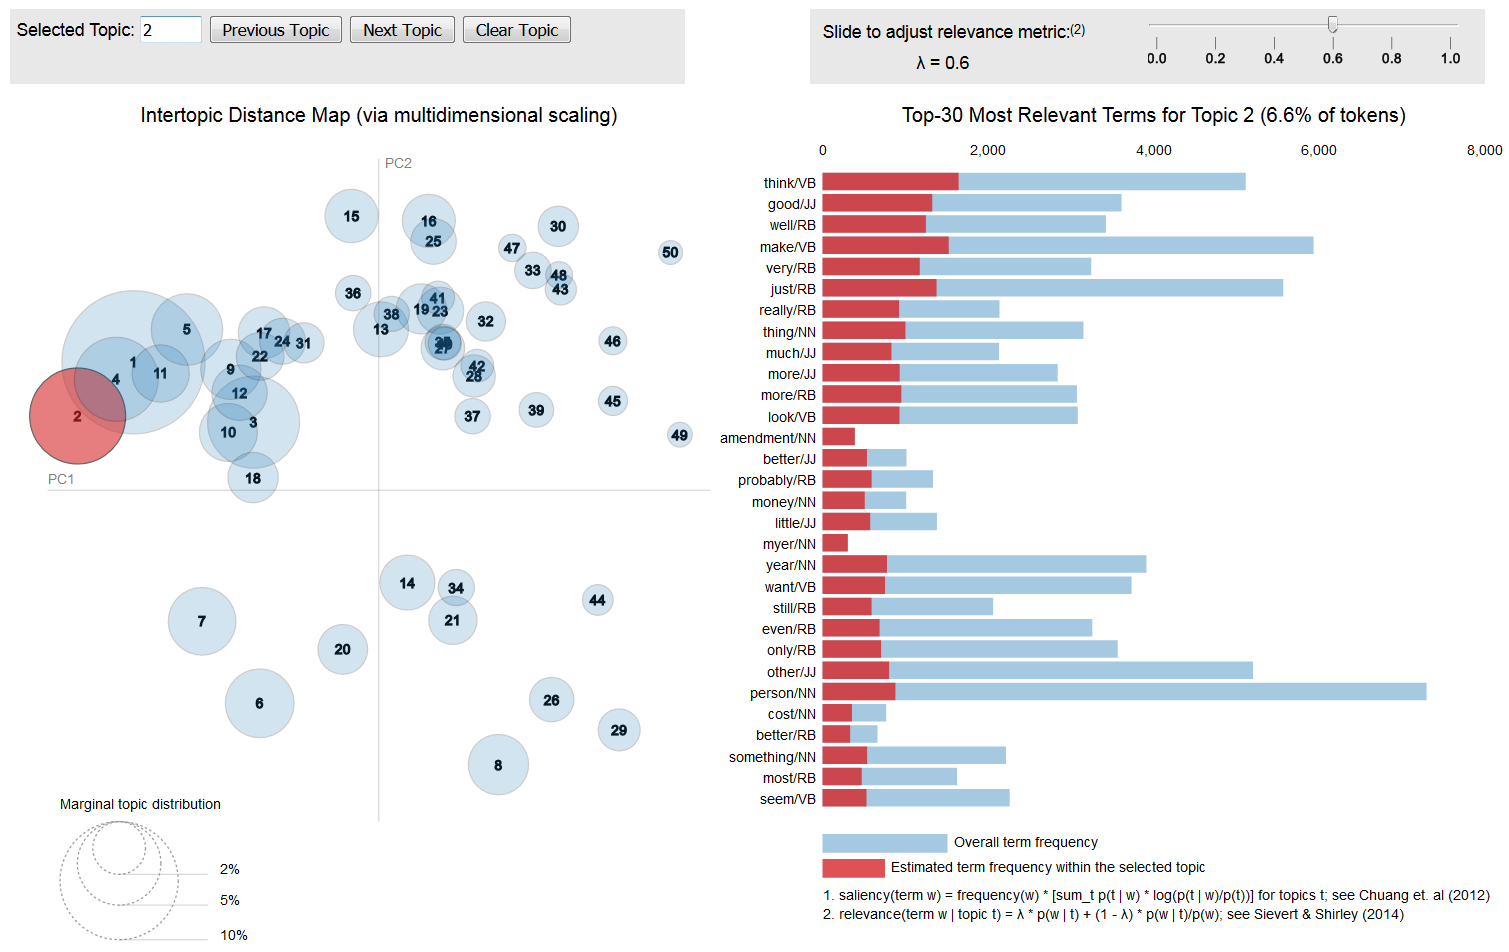 Selected Topic: 2 Previous Topic Next Topic Clear Topic
Slide to adjust relevance metric:(2)
λ = 0.6
0.0 0.2 0.4 0.6 0.8 1.0
Intertopic Distance Map (via multidimensional scaling)
PC2
PC1
15
16
25
30
47
50
33
48
43
36
41
19
23
38
13
32
46
5
17
24
31
22
1
4
11
9
27
42
28
12
2
3
10
37
39
45
49
18
14
34
44
7
21
20
6
26
29
8
Marginal topic distribution
2%
5%
10%
Top-30 Most Relevant Terms for Topic 2 (6.6% of tokens)
0 2,000 4,000 6,000 8,000
think/VB
good/JJ
well/RB
make/VB
very/RB
just/RB
really/RB
thing/NN
much/JJ
more/JJ
more/RB
look/VB
amendment/NN
better/JJ
probably/RB
money/NN
little/JJ
myer/NN
year/NN
want/VB
still/RB
even/RB
only/RB
other/JJ
person/NN
cost/NN
better/RB
something/NN
most/RB
seem/VB
Overall term frequency
Estimated term frequency within the selected topic
1. saliency(term w) = frequency(w) * [sum_t p(t | w) * log(p(t | w)/p(t))] for topics t; see Chuang et. al (2012)
2. relevance(term w | topic t) = λ * p(w | t) + (1 - λ) * p(w | t)/p(w); see Sievert & Shirley (2014)